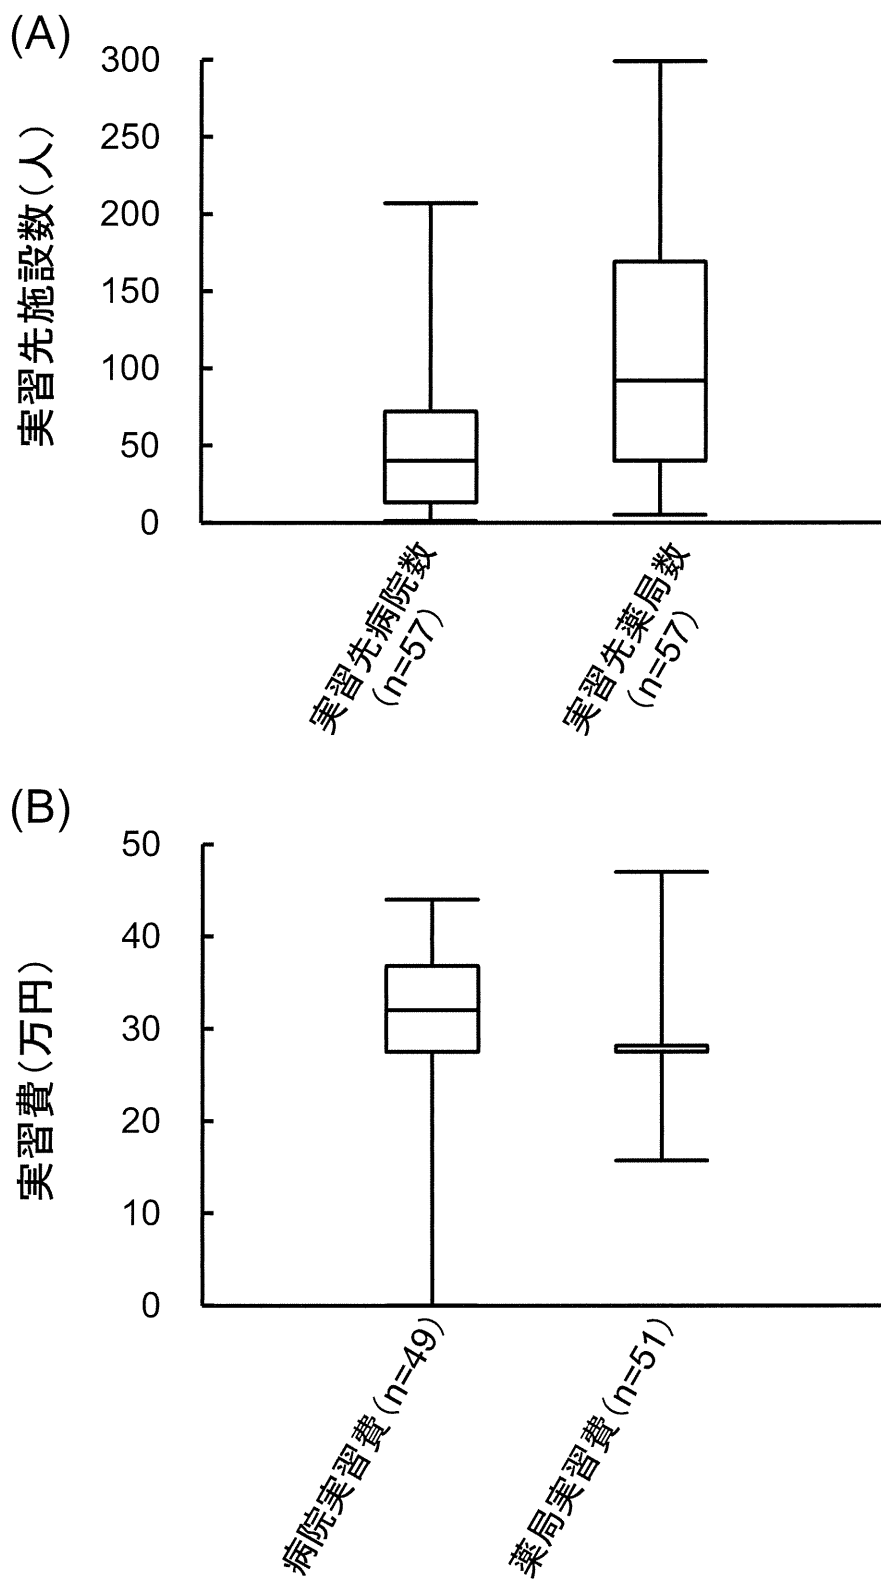 (A)
実習先施設数(人)
300
250
200
150
100
50
0
実習先病院数
(n=57)
実習先薬局数
(n=57)
(B)
実習費(万円)
50
40
30
20
10
0
病院実習費(n=49)
薬局実習費(n=51)